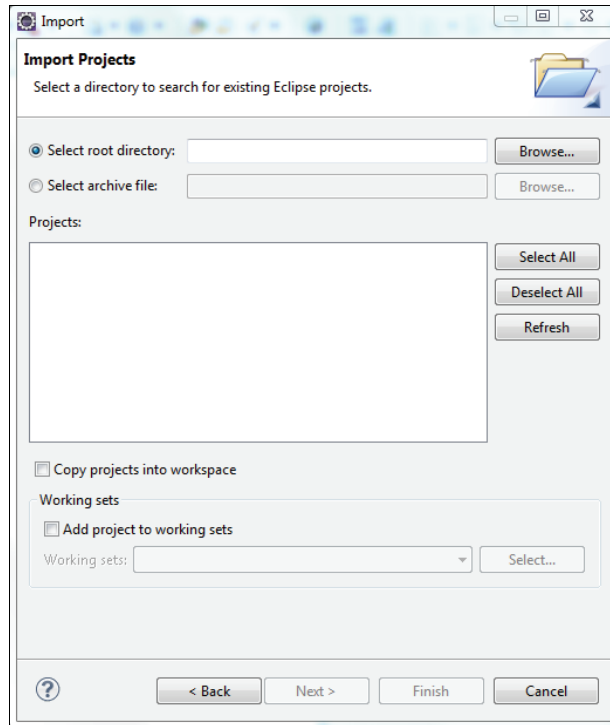 Import
Import Projects
Select a directory to search for existing Eclipse projects.
Select root directory:
Browse...
Select archive file:
Browse...
Projects:
Select All
Deselect All
Refresh
Copy projects into workspace
Working sets
Add project to working sets
Working sets:
Select...
?
< Back
Next >
Finish
Cancel